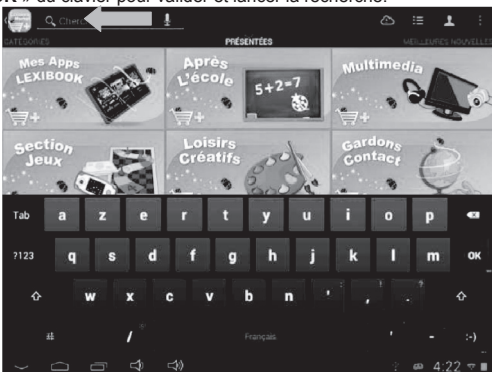 » du clavier pour valider et lancer la recherche.
Cherc
CATÉGORIES PRÉSENTÉES MEILLEURES NOUVELLES
Mes Apps
LEXIBOOK
Après
L'école
5+2=7
Multimedia
Section
Jeux
Loisirs
Créatifs
Gardons
Contact
Tab a z e r t y u i o p
?123 q s d f g h j k l m OK
w x c v b n ' , .
/ Français ' - :-)
4:22